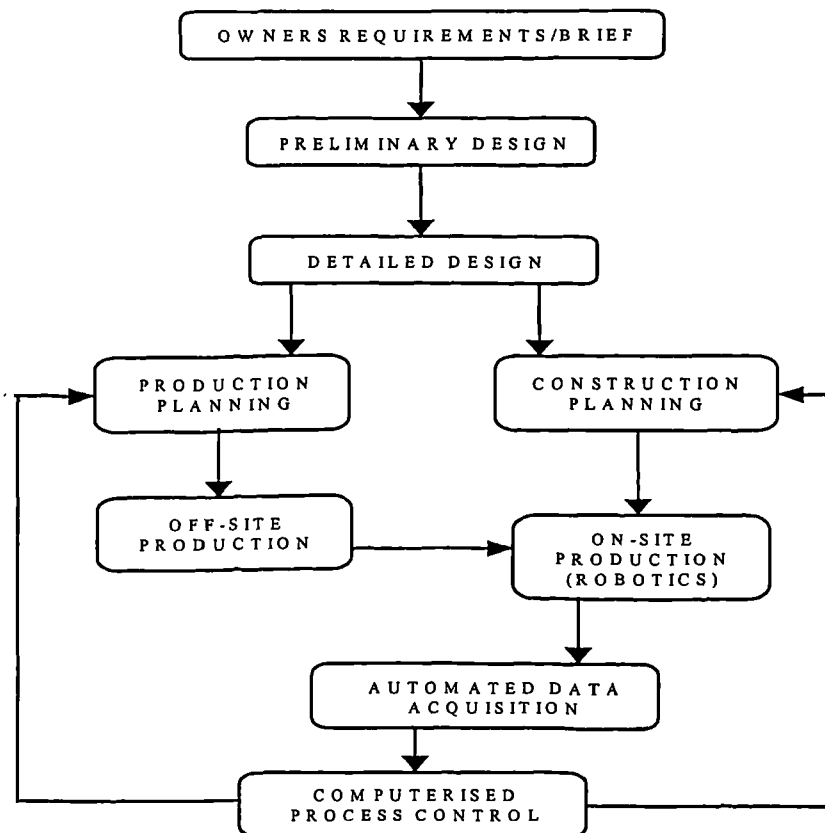 OWNERS REQUIREMENTS/BRIEF
PRELIMINARY DESIGN
DETAILED DESIGN
PRODUCTION
PLANNING
CONSTRUCTION
PLANNING
OFF-SITE
PRODUCTION
ON-SITE
PRODUCTION
(ROBOTICS)
AUTOMATED DATA
ACQUISITION
COMPUTERISED
PROCESS CONTROL